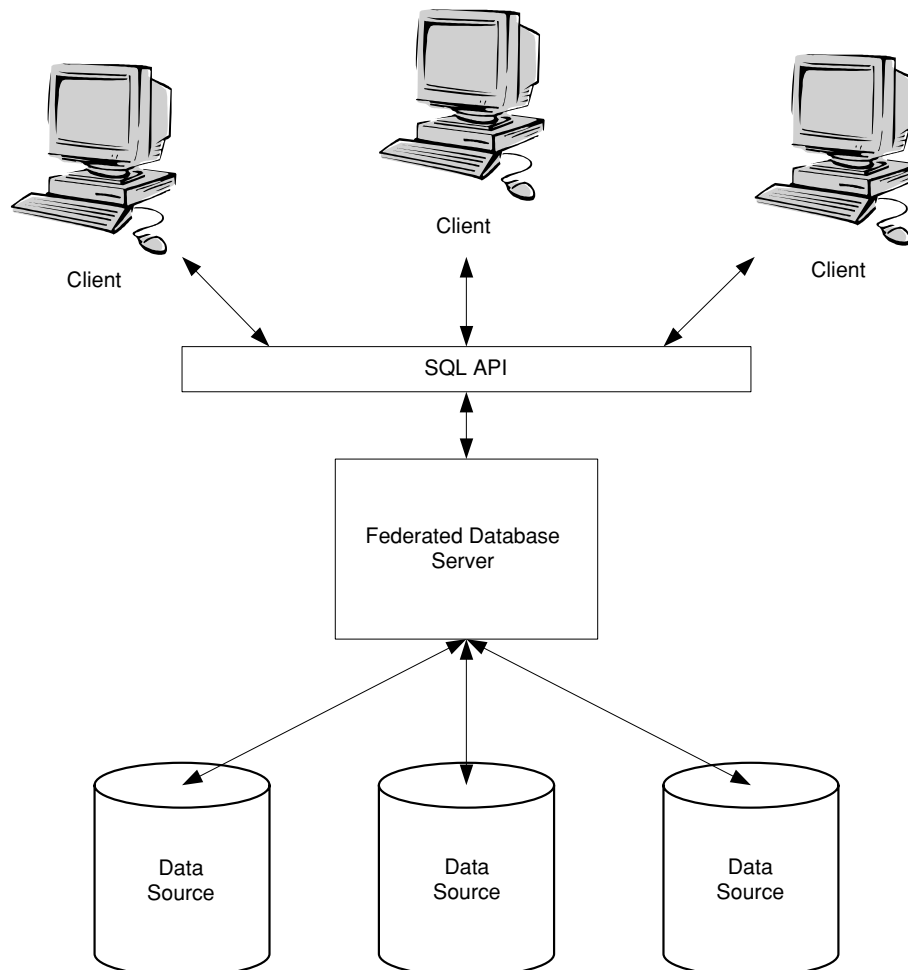 Client
Client
Client
SQL API
Federated Database
Server
Data
Source
Data
Source
Data
Source